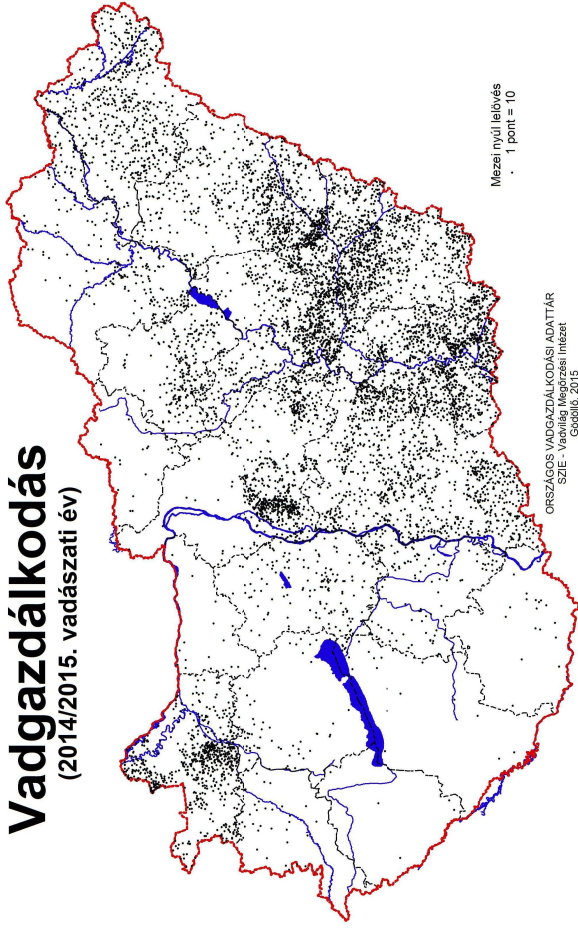 Vadgazdálkodás
(2014/2015. vadászati év)
Mezei nyúl lelövés
1 pont = 10
ORSZÁGOS VADGAZDÁLKODÁSI ADATTÁR
SZIE - Vadvilág Megőrzési Intézet
Gödöllő, 2015